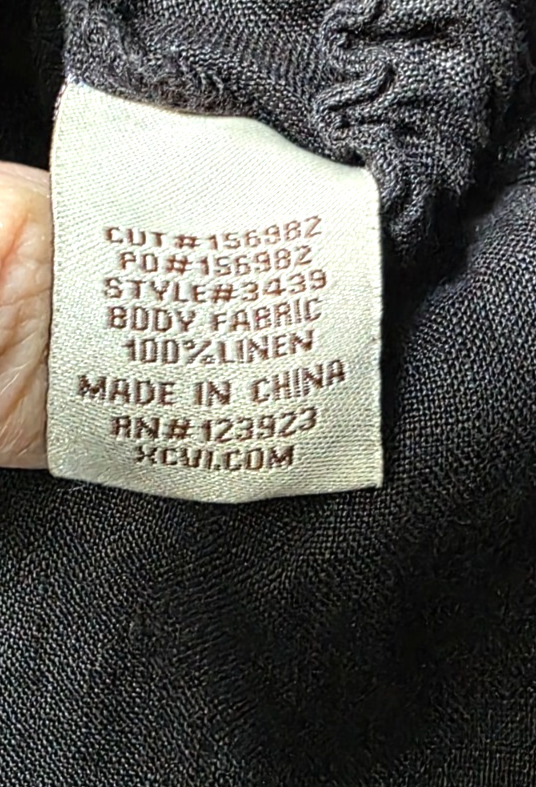 CUT#156982
PO#156982
STYLE#3439
BODY FABRIC
100%LINEN
MADE IN CHINA
RN#123923
XCVI.COM